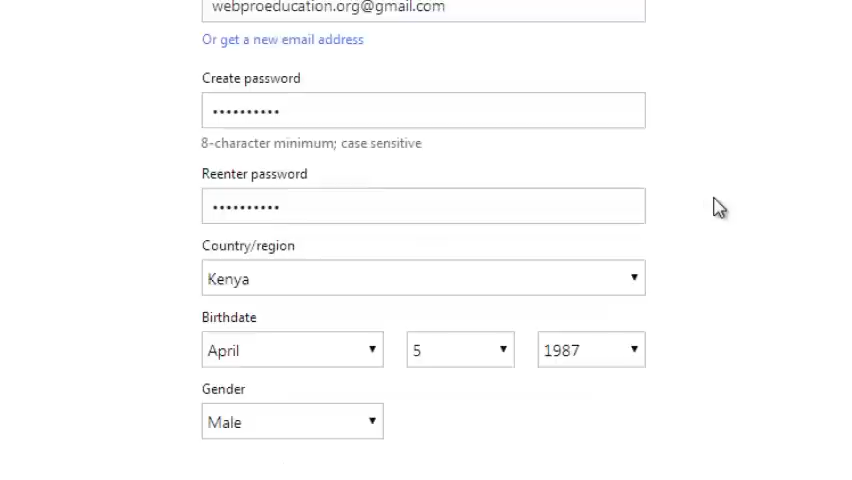 webproeducation.org@gmail.com
Or get a new email address
Create password
••••••••••
8-character minimum; case sensitive
Reenter password
••••••••••
Country/region
Kenya
Birthdate
April 5 1987
Gender
Male